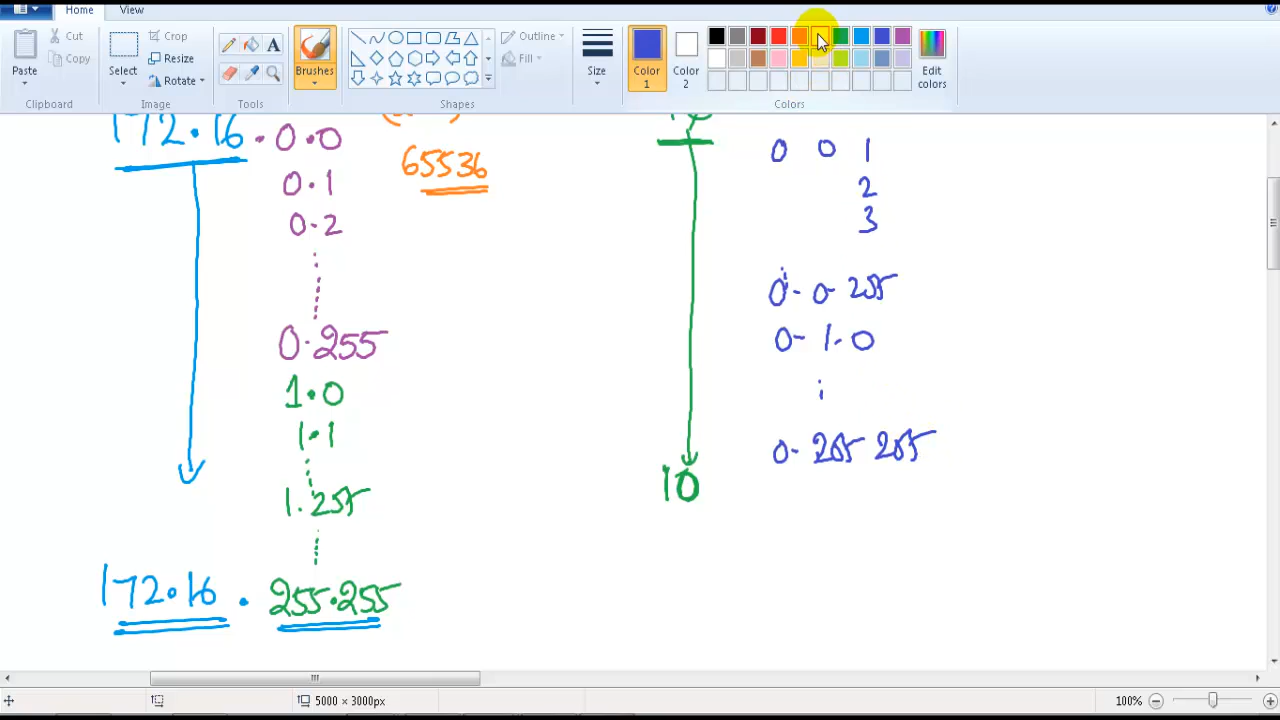 Home View
Paste
Cut
Copy
Clipboard
Select
Crop
Resize
Rotate
Image
A
Tools
Brushes
Outline
Fill
Shapes
Size
Color 1
Color 2
Edit colors
Colors
172.16.0.0
0.1
0.2
0.255
1.0
1.1
1.255
172.16.255.255
65536
10
0 0 1
2
3
0-0-255
0-1.0
0-255 255
5000 × 3000px
100%